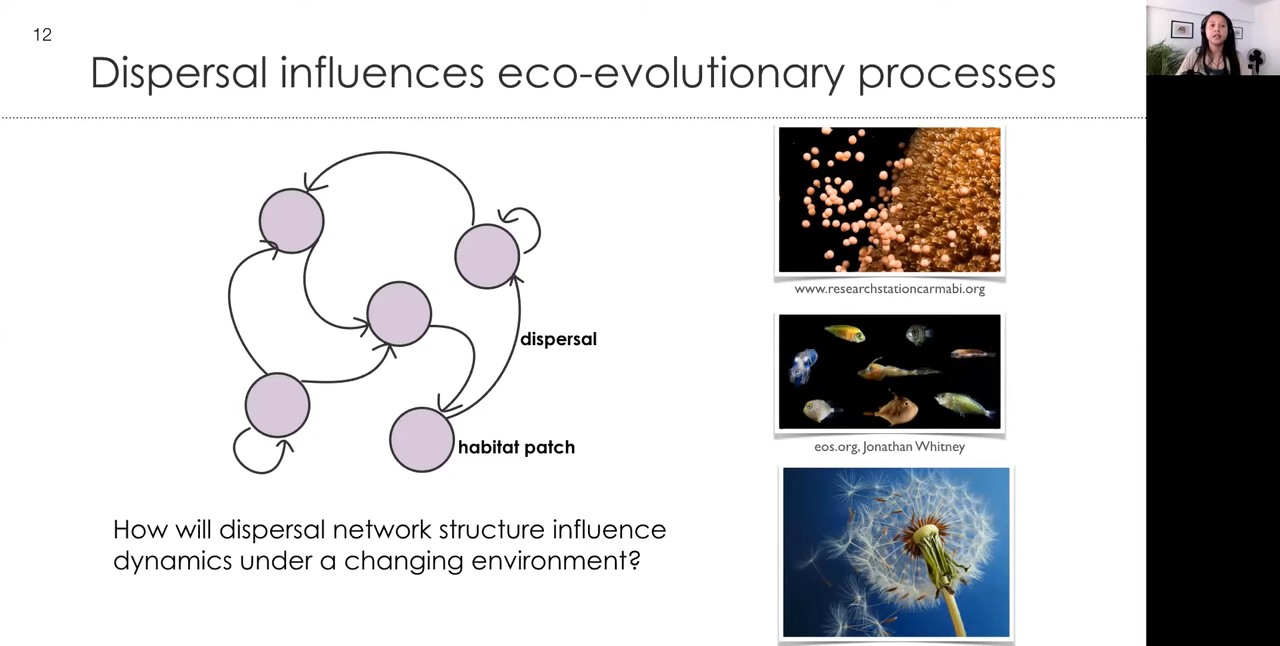 12
Dispersal influences eco-evolutionary processes
dispersal
habitat patch
How will dispersal network structure influence
dynamics under a changing environment?
www.researchstationcarmabi.org
eos.org, Jonathan Whitney